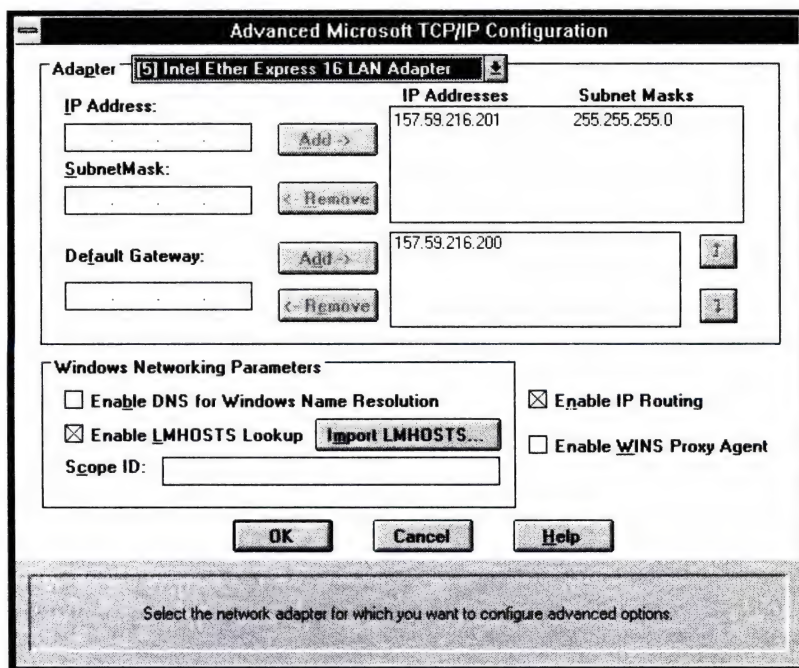 Advanced Microsoft TCP/IP Configuration
Adapter [5] Intel Ether Express 16 LAN Adapter
IP Addresses Subnet Masks
IP Address:
157.59.216.201 255.255.255.0
Add ->
SubnetMask:
<- Remove
157.59.216.200
Default Gateway:
Add ->
<- Remove
Windows Networking Parameters
Enable DNS for Windows Name Resolution
Enable LMHOSTS Lookup Import LMHOSTS...
Scope ID:
Enable IP Routing
Enable WINS Proxy Agent
OK Cancel Help
Select the network adapter for which you want to configure advanced options.